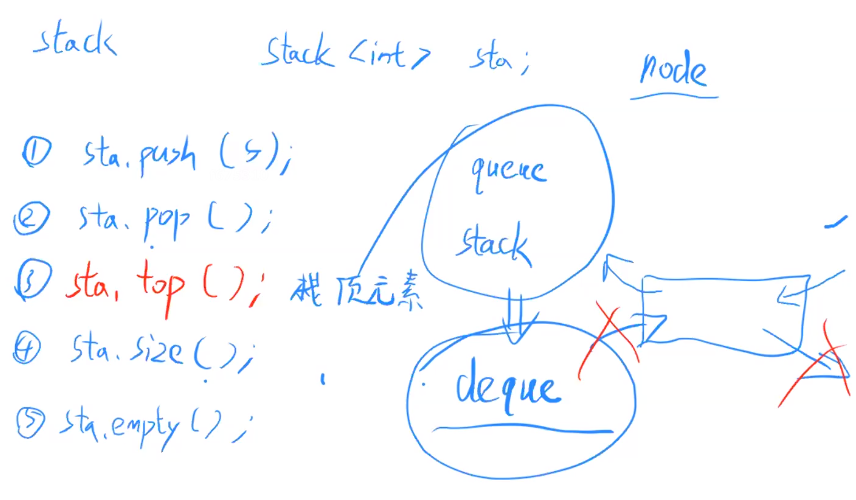 stack
stack <int> sta;
node
① sta.push (5);
② sta.pop ();
③ sta.top (); 栈顶元素
④ sta.size ();
⑤ sta.empty ();
queue
stack
deque